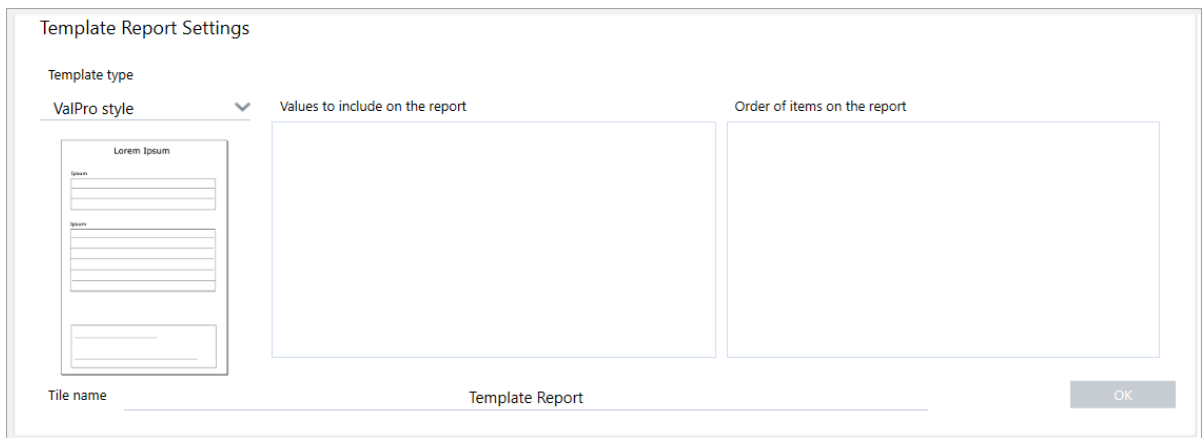 Template Report Settings
Template type
ValPro style
Values to include on the report
Order of items on the report
Lorem Ipsum
Ipsum
Ipsum
Tile name
Template Report
OK